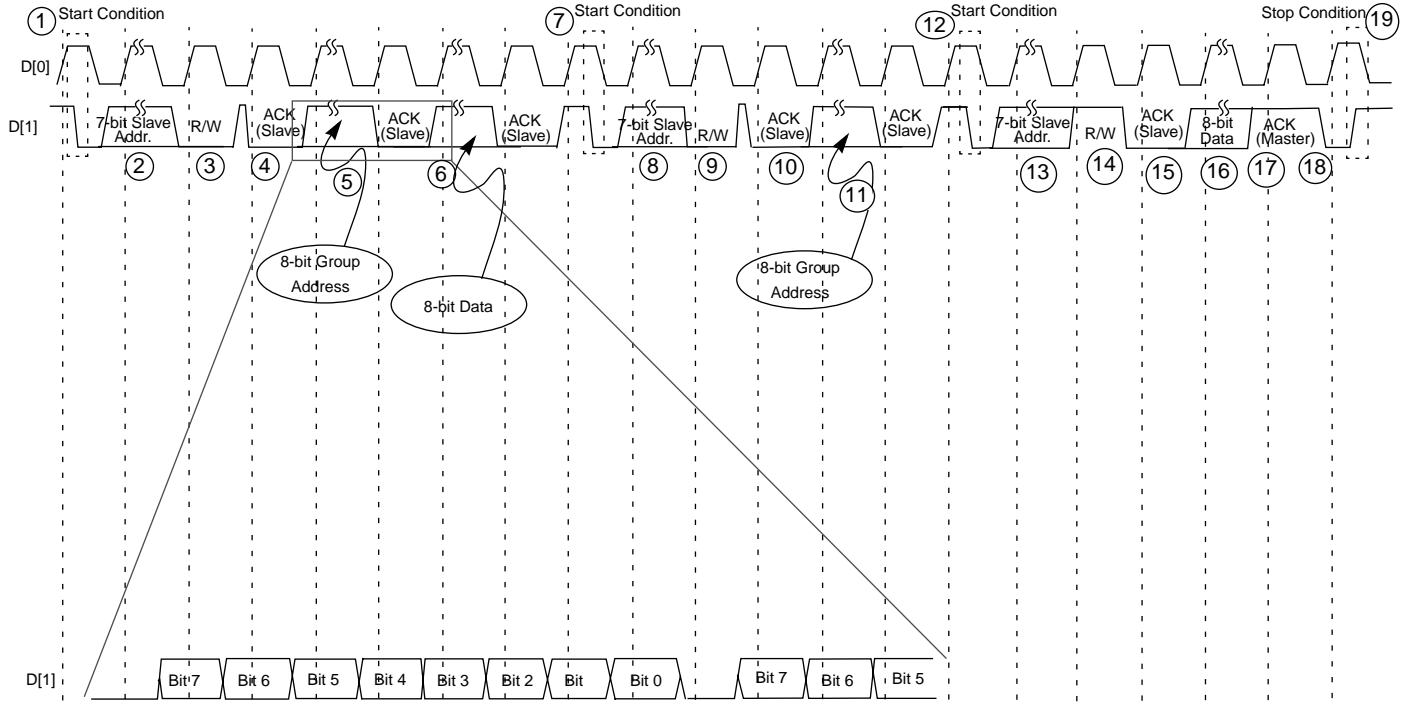 1 Start Condition
7 Start Condition
12 Start Condition
Stop Condition 19
D[0]
D[1]
7-bit Slave
Addr.
R/W
ACK
(Slave)
ACK
(Slave)
ACK
(Slave)
7-bit Slave
Addr.
R/W
ACK
(Slave)
ACK
(Slave)
7-bit Slave
Addr.
R/W
ACK
(Slave)
8-bit
Data
ACK
(Master)
2 3 4 5 6 8 9 10 11 13 14 15 16 17 18
8-bit Group
Address
8-bit Data
8-bit Group
Address
D[1] Bit 7 Bit 6 Bit 5 Bit 4 Bit 3 Bit 2 Bit Bit 0 Bit 7 Bit 6 Bit 5